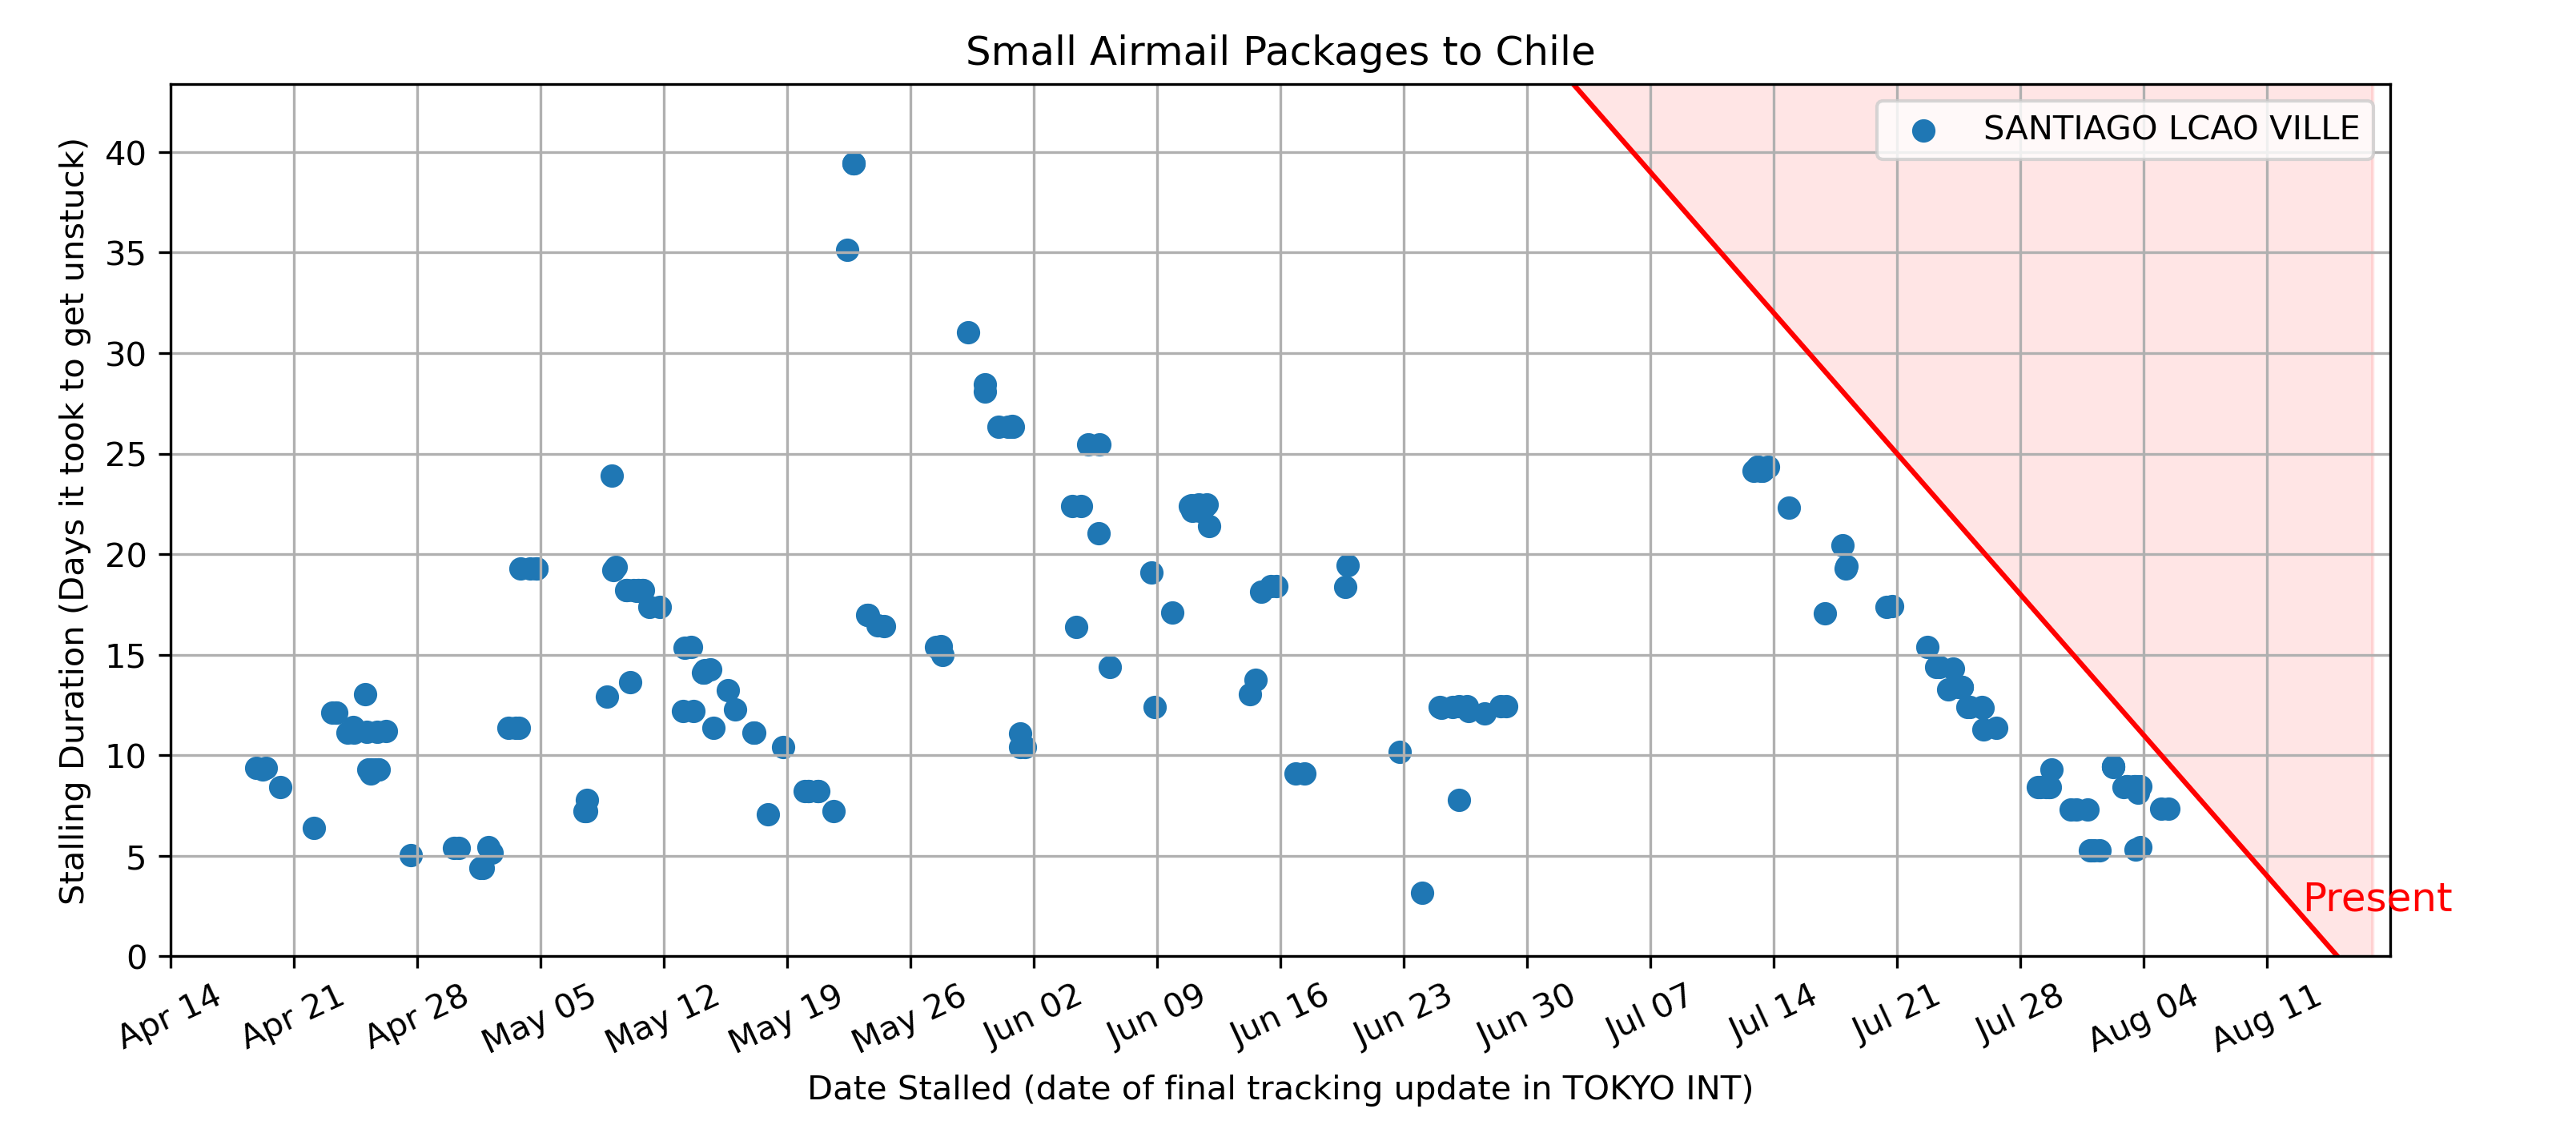 Small Airmail Packages to Chile
SANTIAGO LCAO VILLE
Stalling Duration (Days it took to get unstuck)
40
35
30
25
20
15
10
5
0
Present
Apr 14
Apr 21
Apr 28
May 05
May 12
May 19
May 26
Jun 02
Jun 09
Jun 16
Jun 23
Jun 30
Jul 07
Jul 14
Jul 21
Jul 28
Aug 04
Aug 11
Date Stalled (date of final tracking update in TOKYO INT)